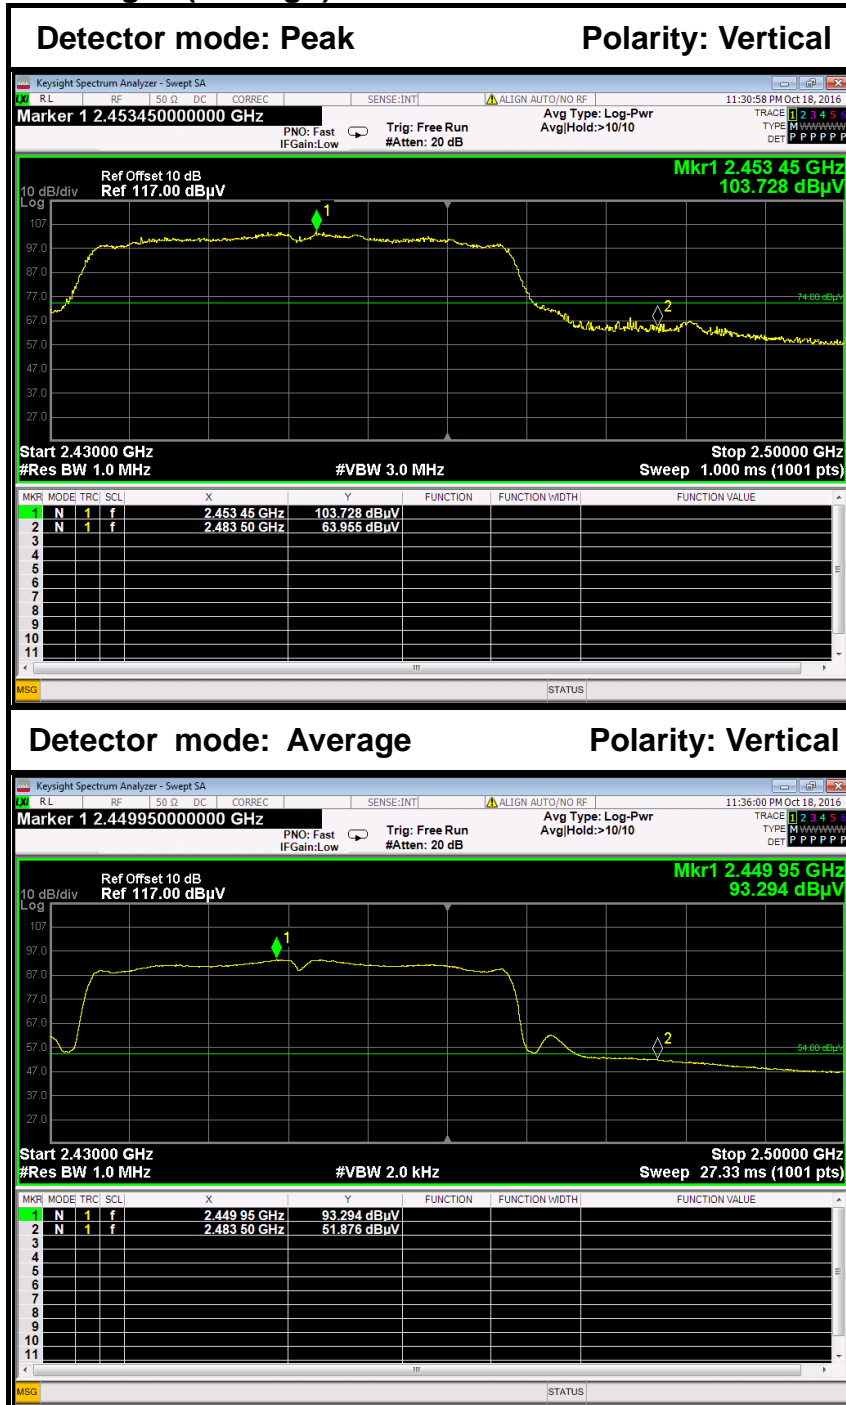 Detector mode: Peak Polarity: Vertical
Keysight Spectrum Analyzer - Swept SA
LXI RL RF 50 Ω DC CORREC SENSE:INT ALIGN AUTO/NO RF 11:30:58 PM Oct 18, 2016
Marker 1 2.453450000000 GHz
PNO: Fast
IFGain:Low
Trig: Free Run
#Atten: 20 dB
Avg Type: Log-Pwr
Avg|Hold:>10/10
TRACE 1 2 3 4 5 6
TYPE M WWWWW
DET P P P P P P
Mkr1 2.453 45 GHz
103.728 dBµV
Ref Offset 10 dB
10 dB/div Ref 117.00 dBµV
Log
1
107
97.0
87.0
77.0
74.00 dBµV
2
67.0
57.0
47.0
37.0
27.0
Start 2.43000 GHz Stop 2.50000 GHz
#Res BW 1.0 MHz #VBW 3.0 MHz Sweep 1.000 ms (1001 pts)
MKR MODE TRC SCL X Y FUNCTION FUNCTION WIDTH FUNCTION VALUE
1 N 1 f 2.453 45 GHz 103.728 dBµV
2 N 1 f 2.483 50 GHz 63.955 dBµV
3
4
5
6
7
8
9
10
11
MSG STATUS
Detector mode: Average Polarity: Vertical
Keysight Spectrum Analyzer - Swept SA
LXI RL RF 50 Ω DC CORREC SENSE:INT ALIGN AUTO/NO RF 11:36:00 PM Oct 18, 2016
Marker 1 2.449950000000 GHz
PNO: Fast
IFGain:Low
Trig: Free Run
#Atten: 20 dB
Avg Type: Log-Pwr
Avg|Hold:>10/10
TRACE 1 2 3 4 5 6
TYPE M WWWWW
DET P P P P P P
Mkr1 2.449 95 GHz
93.294 dBµV
Ref Offset 10 dB
10 dB/div Ref 117.00 dBµV
Log
107
1
97.0
87.0
77.0
67.0
57.0
2
54.00 dBµV
47.0
37.0
27.0
Start 2.43000 GHz Stop 2.50000 GHz
#Res BW 1.0 MHz #VBW 2.0 kHz Sweep 27.33 ms (1001 pts)
MKR MODE TRC SCL X Y FUNCTION FUNCTION WIDTH FUNCTION VALUE
1 N 1 f 2.449 95 GHz 93.294 dBµV
2 N 1 f 2.483 50 GHz 51.876 dBµV
3
4
5
6
7
8
9
10
11
MSG STATUS